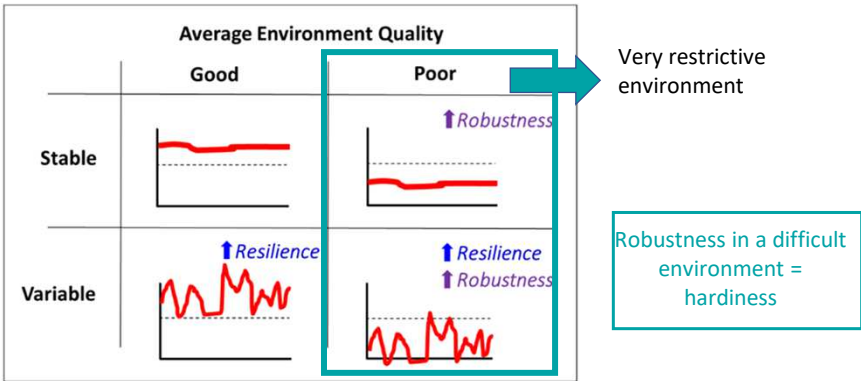 Average Environment Quality
Good
Poor
Very restrictive
environment
Stable
Robustness
Variable
Resilience
Resilience
Robustness
Robustness in a difficult
environment =
hardiness